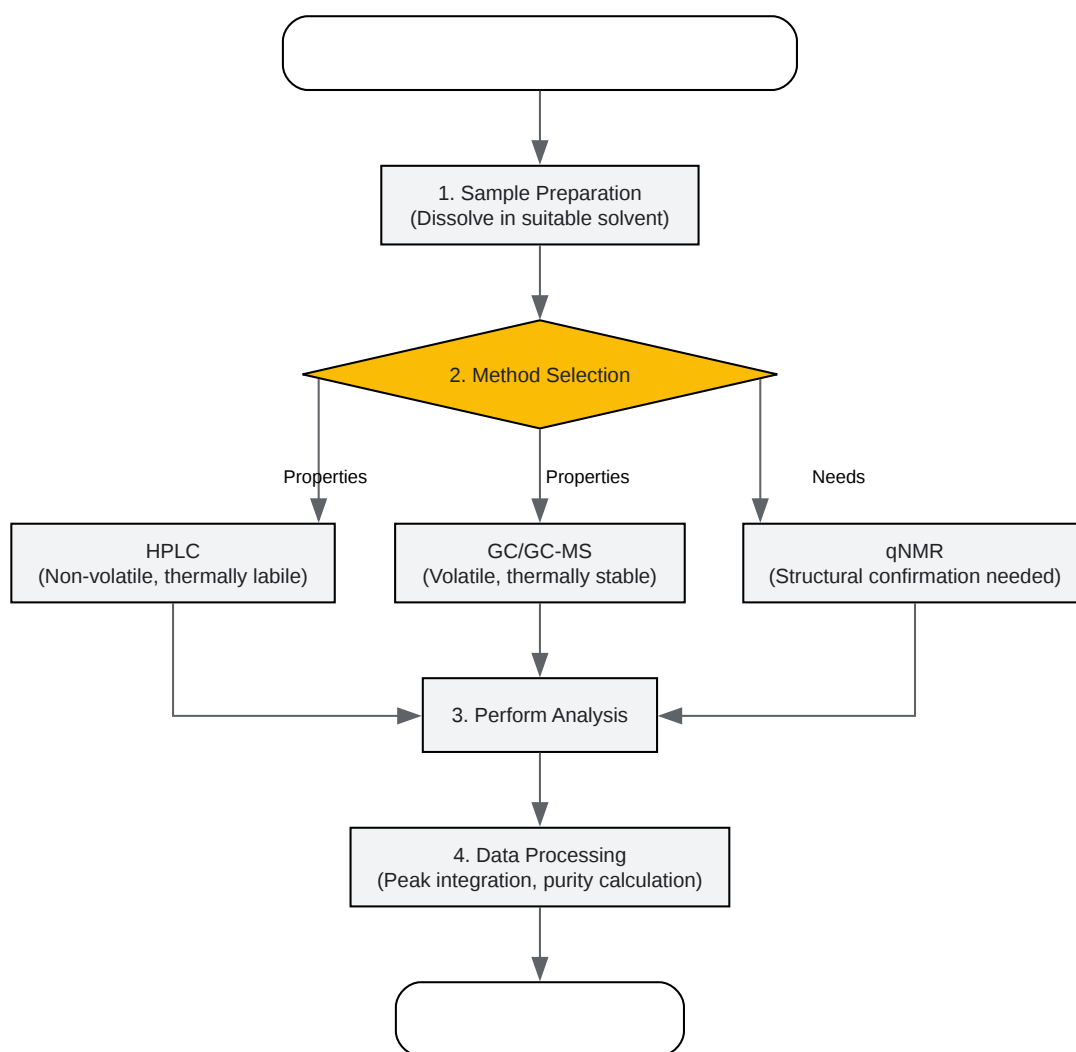 1. Sample Preparation
(Dissolve in suitable solvent)
2. Method Selection
Properties
Properties
Needs
HPLC
(Non-volatile, thermally labile)
GC/GC-MS
(Volatile, thermally stable)
qNMR
(Structural confirmation needed)
3. Perform Analysis
4. Data Processing
(Peak integration, purity calculation)